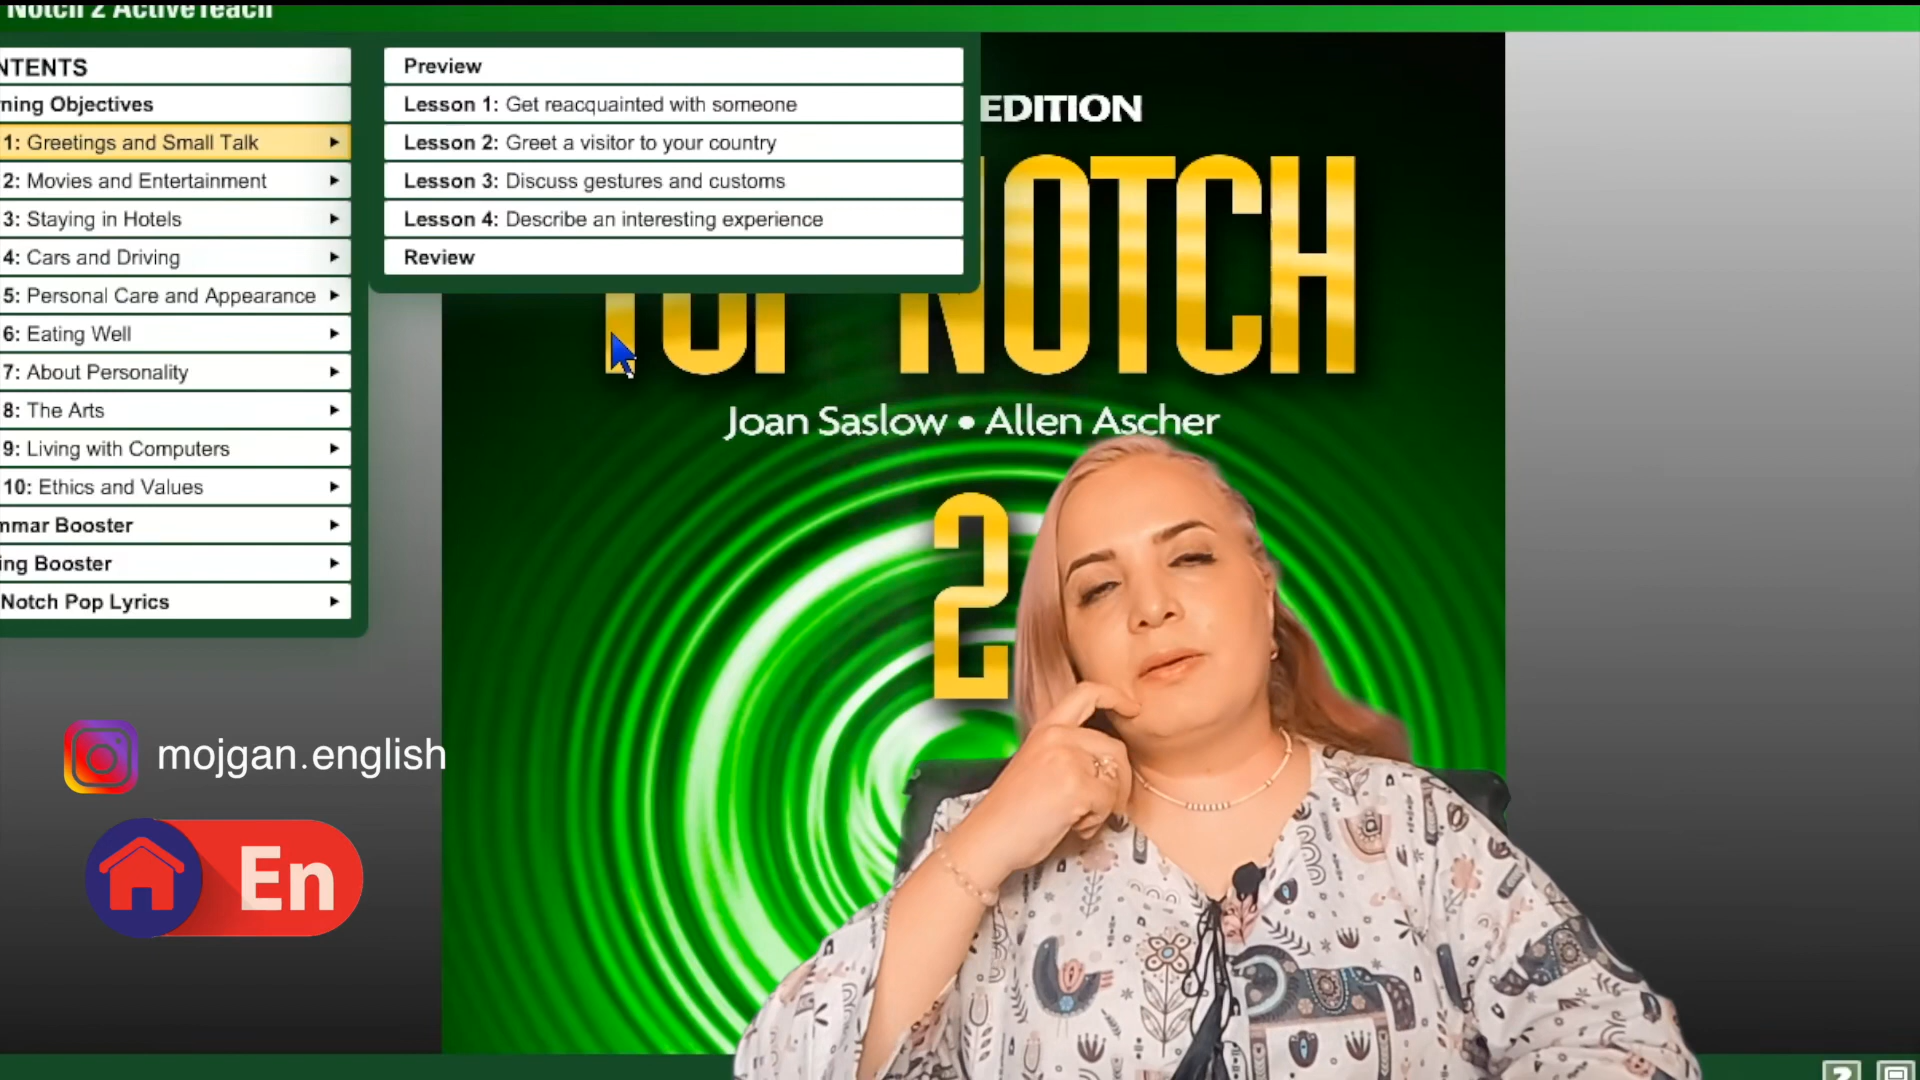 Notch 2 ActiveTeach
NTENTS
ning Objectives
1: Greetings and Small Talk
2: Movies and Entertainment
3: Staying in Hotels
4: Cars and Driving
5: Personal Care and Appearance
6: Eating Well
7: About Personality
8: The Arts
9: Living with Computers
10: Ethics and Values
mmar Booster
ing Booster
Notch Pop Lyrics
Preview
Lesson 1: Get reacquainted with someone
Lesson 2: Greet a visitor to your country
Lesson 3: Discuss gestures and customs
Lesson 4: Describe an interesting experience
Review
EDITION
TOP NOTCH
Joan Saslow • Allen Ascher
2
mojgan.english
En
?